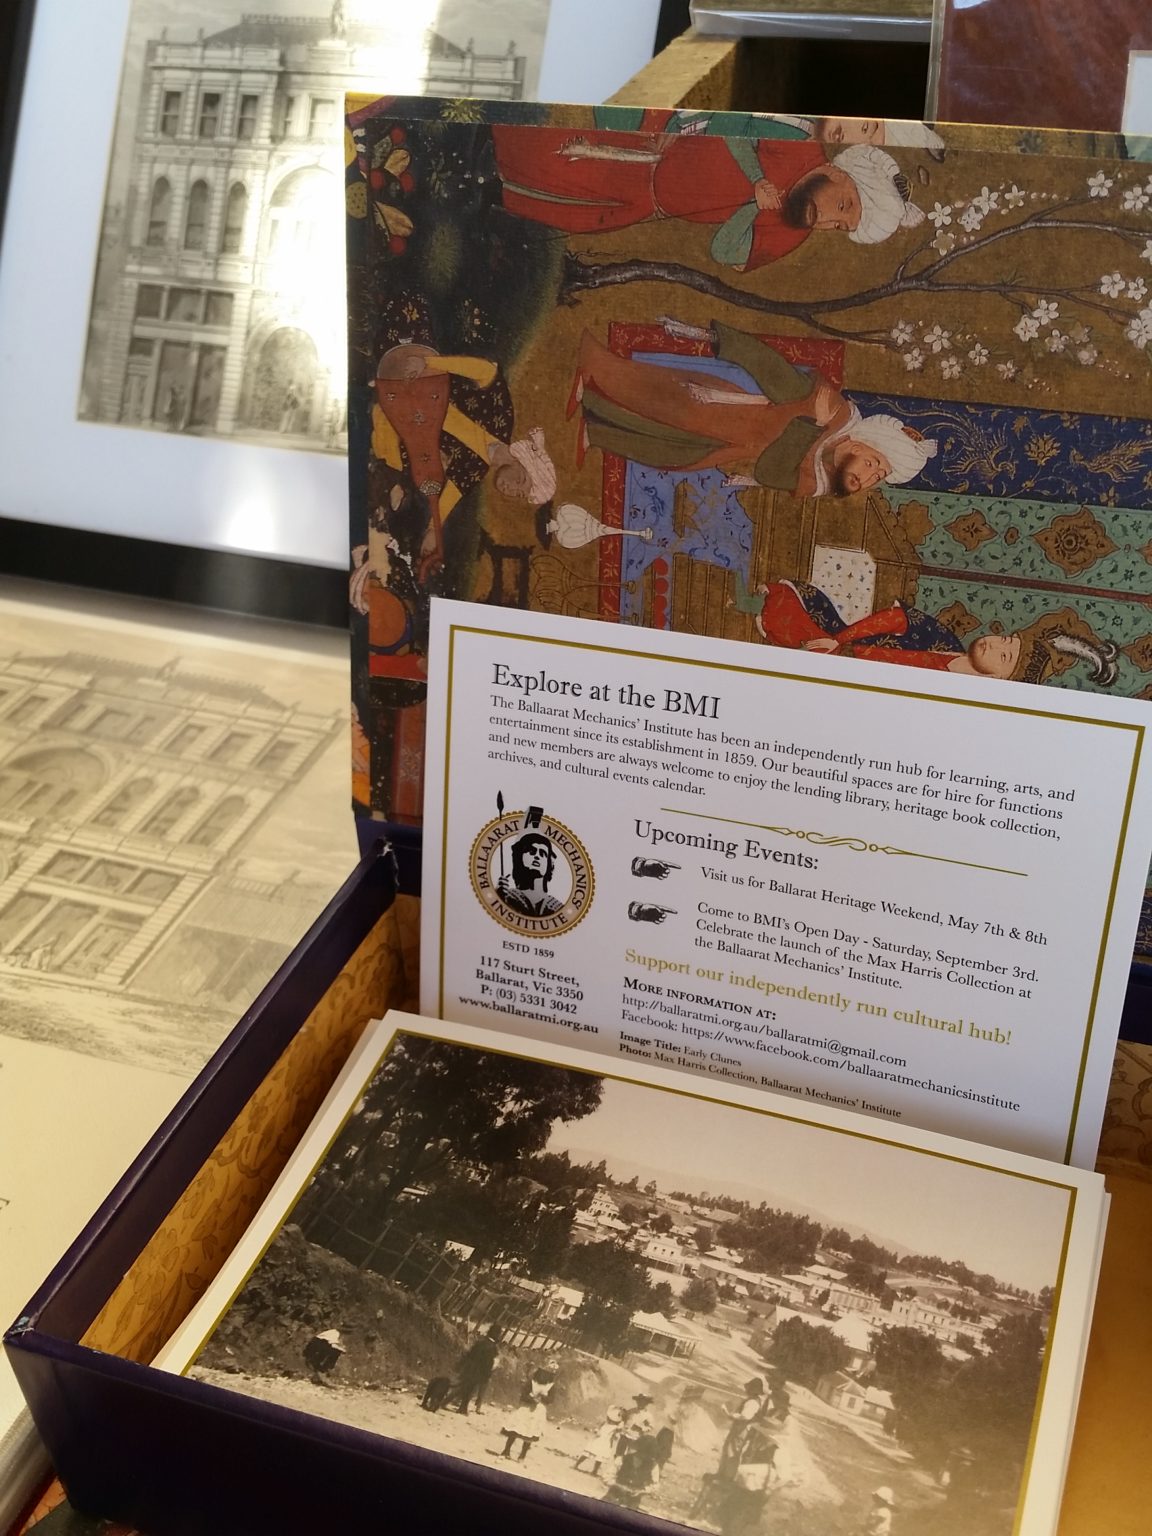 Explore at the BMI
The Ballaarat Mechanics' Institute has been an independently run hub for learning, arts, and
entertainment since its establishment in 1859. Our beautiful spaces are for hire for functions
and new members are always welcome to enjoy the lending library, heritage book collection,
archives, and cultural events calendar.
BALLAARAT MECHANICS'
INSTITUTE
ESTD 1859
117 Sturt Street,
Ballarat, Vic 3350
P: (03) 5331 3042
www.ballaratmi.org.au
Upcoming Events:
Visit us for Ballarat Heritage Weekend, May 7th & 8th
Come to BMI's Open Day - Saturday, September 3rd.
Celebrate the launch of the Max Harris Collection at
the Ballaarat Mechanics' Institute.
Support our independently run cultural hub!
MORE INFORMATION AT:
http://ballaratmi.org.au/ballaratmi@gmail.com
Facebook: https://www.facebook.com/ballaaratmechanicsinstitute
Image Title: Early Clunes
Photo: Max Harris Collection, Ballaarat Mechanics' Institute